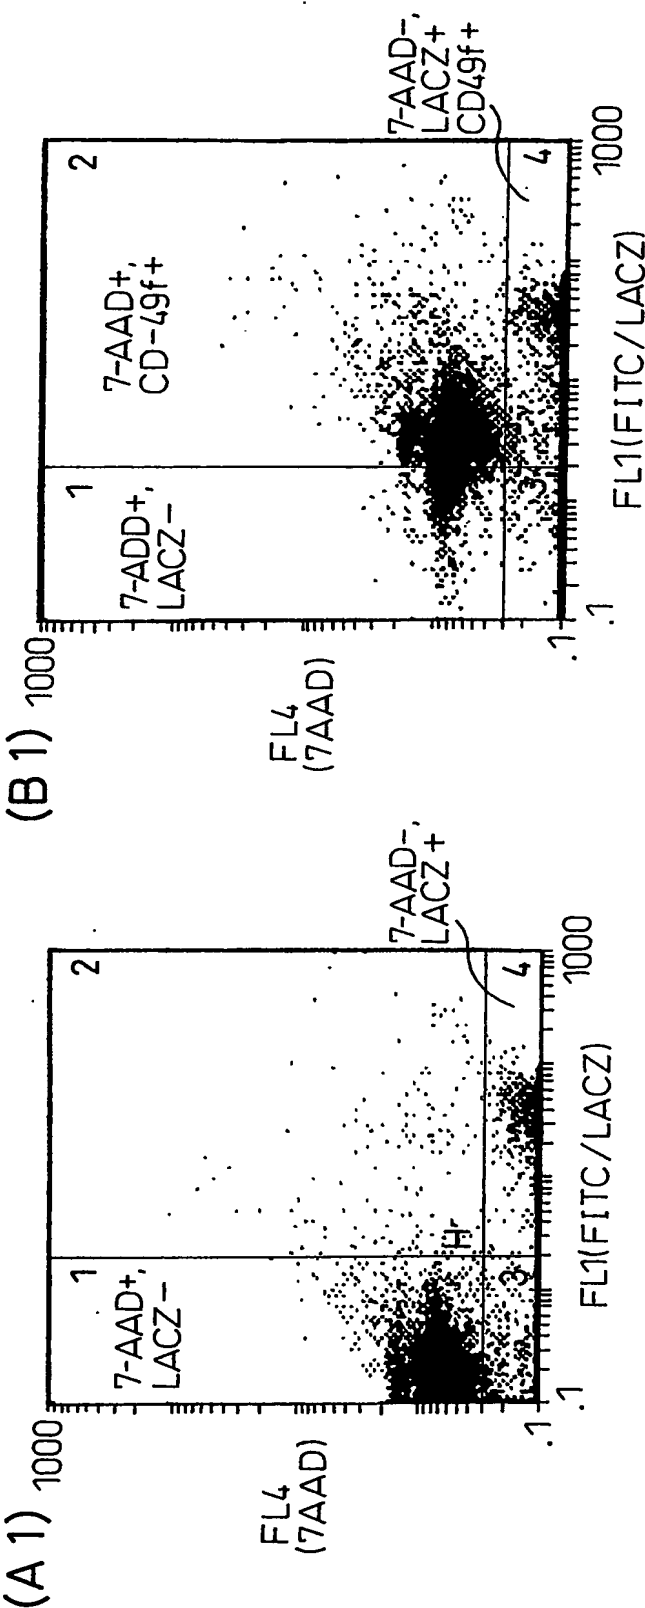 (A 1)
1000
FL4
(7AAD)
.1
1
7-AAD+,
LACZ-
2
3
4
H
7-AAD-,
LACZ+
.1
1000
FL1(FITC/LACZ)
(B 1)
1000
FL4
(7AAD)
.1
1
7-ADD+,
LACZ-
2
7-AAD+,
CD-49f+
3
4
7-AAD-,
LACZ+
CD49f+
.1
1000
FL1(FITC/LACZ)